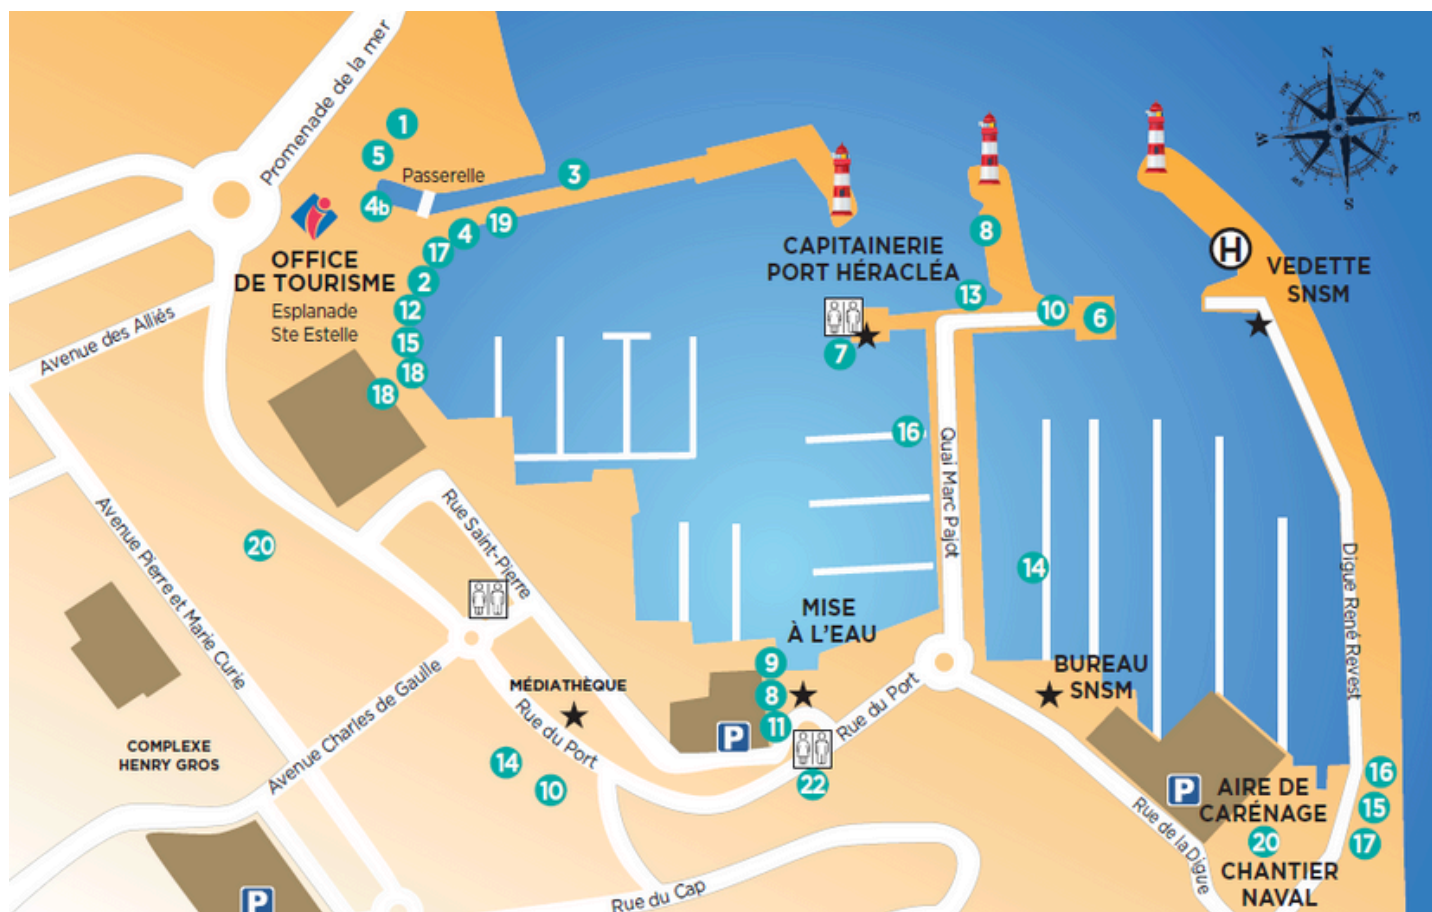 Promenade de la mer
N
NE
E
S
W
1
5
Passerelle
3
4b
19
4
17
OFFICE
DE TOURISME
2
Esplanade
Ste Estelle
12
15
18
18
Avenue des Alliés
CAPITAINERIE
PORT HÉRACLÉA
8
13
10
6
7
H
VEDETTE
SNSM
16
Quai Marc Pajot
14
Digue René Revest
Rue Saint-Pierre
20
Avenue Pierre et Marie Curie
MISE
À L'EAU
9
8
11
P
22
Rue du Port
BUREAU
SNSM
MÉDIATHÈQUE
Rue du Port
14
10
Avenue Charles de Gaulle
COMPLEXE
HENRY GROS
P
Rue du Cap
Rue de la Digue
P
AIRE DE
CARÉNAGE
20
CHANTIER
NAVAL
16
15
17